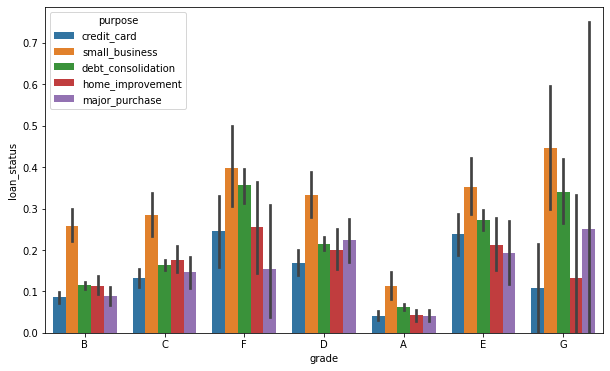 purpose
credit_card
small_business
debt_consolidation
home_improvement
major_purchase
loan_status
0.7
0.6
0.5
0.4
0.3
0.2
0.1
0.0
B C F D A E G
grade